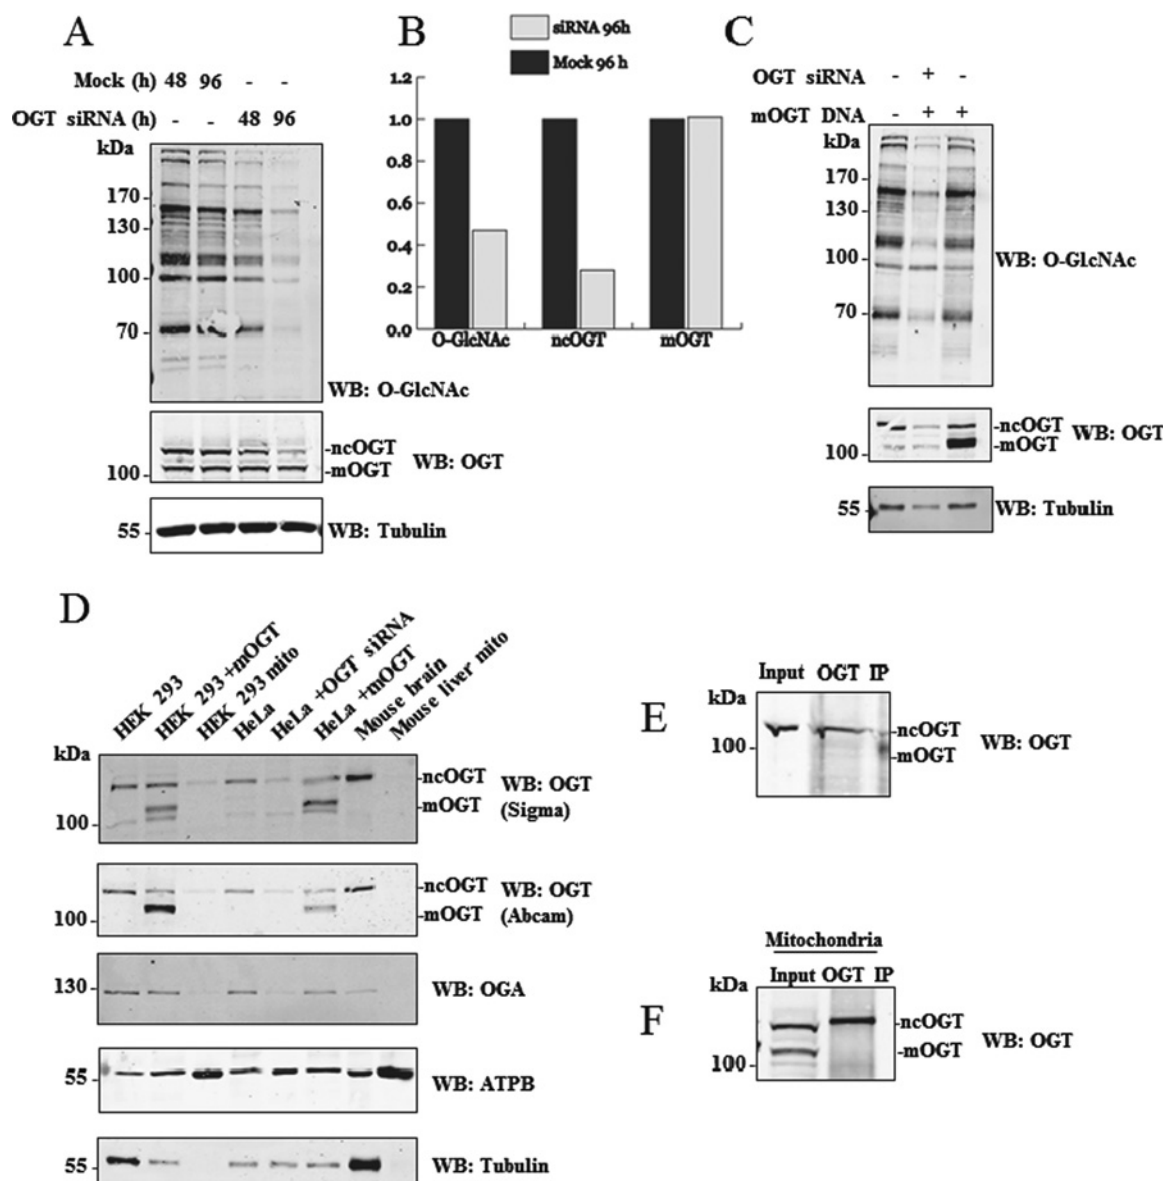 A
Mock (h) 48 96 - -
OGT siRNA (h) - - 48 96
kDa
170
130
100
70
WB: O-GlcNAc
-ncOGT
-mOGT
WB: OGT
100
55
WB: Tubulin
B
siRNA 96h
Mock 96 h
1.2
1.0
0.8
0.6
0.4
0.2
0.0
O-GlcNAc ncOGT mOGT
C
OGT siRNA - + -
mOGT DNA - + +
kDa
170
130
100
70
WB: O-GlcNAc
-ncOGT
-mOGT
WB: OGT
100
55
WB: Tubulin
D
HEK 293
HEK 293 +mOGT
HEK 293 mito
HeLa
HeLa +OGT siRNA
HeLa +mOGT
Mouse brain
Mouse liver mito
kDa
-ncOGT
-mOGT
WB: OGT
(Sigma)
100
-ncOGT
-mOGT
WB: OGT
(Abcam)
100
130
WB: OGA
55
WB: ATPB
55
WB: Tubulin
E
Input OGT IP
kDa
100
-ncOGT
-mOGT
WB: OGT
F
Mitochondria
Input OGT IP
kDa
100
-ncOGT
-mOGT
WB: OGT